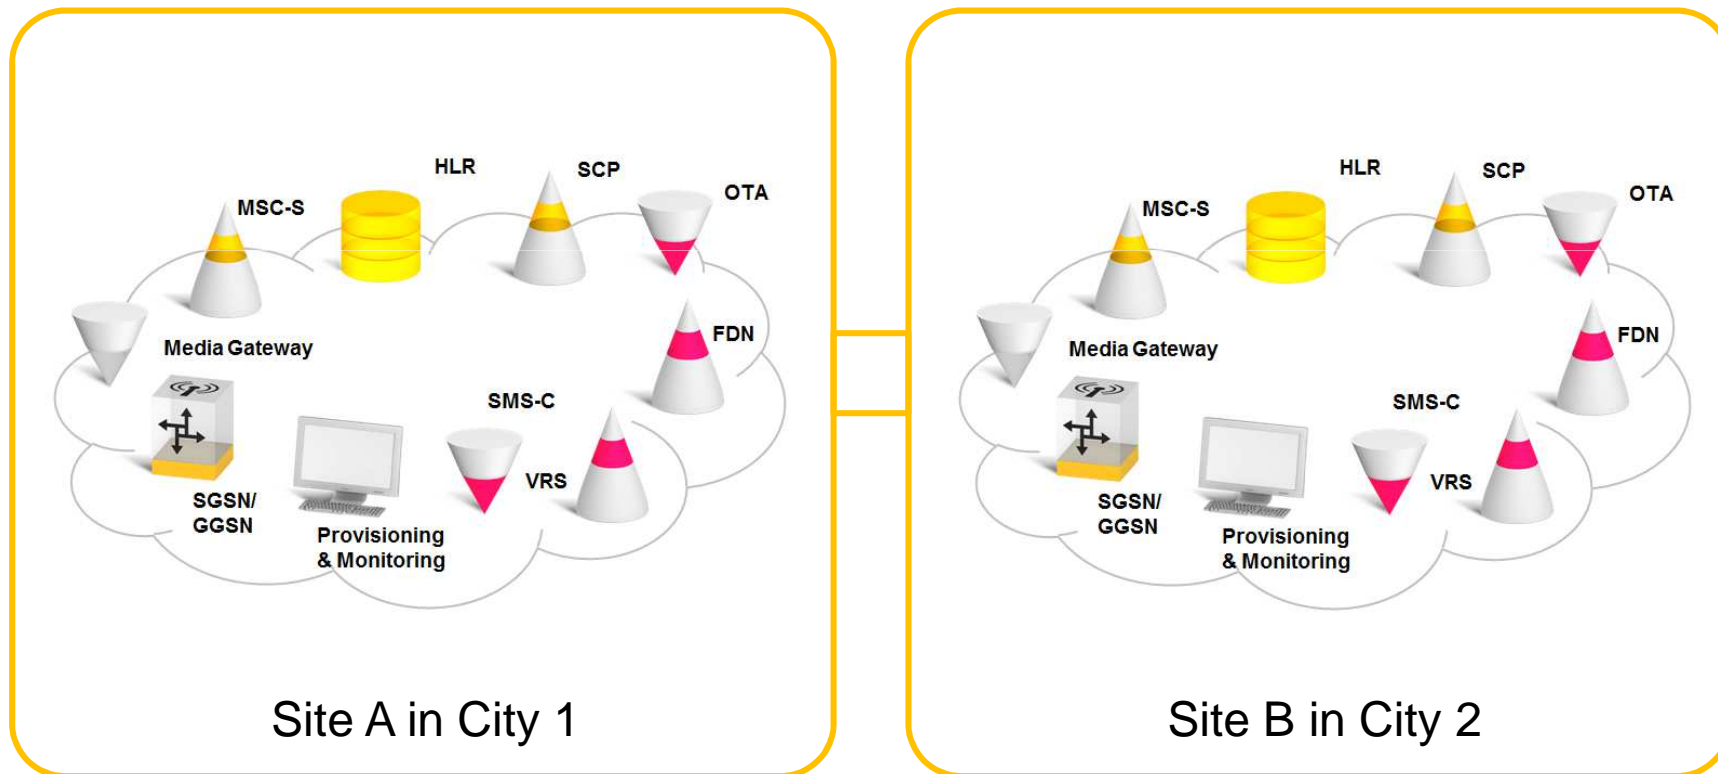 HLR
SCP
OTA
MSC-S
FDN
Media Gateway
SMS-C
VRS
SGSN/
GGSN
Provisioning
& Monitoring
Site A in City 1
HLR
SCP
OTA
MSC-S
FDN
Media Gateway
SMS-C
VRS
SGSN/
GGSN
Provisioning
& Monitoring
Site B in City 2